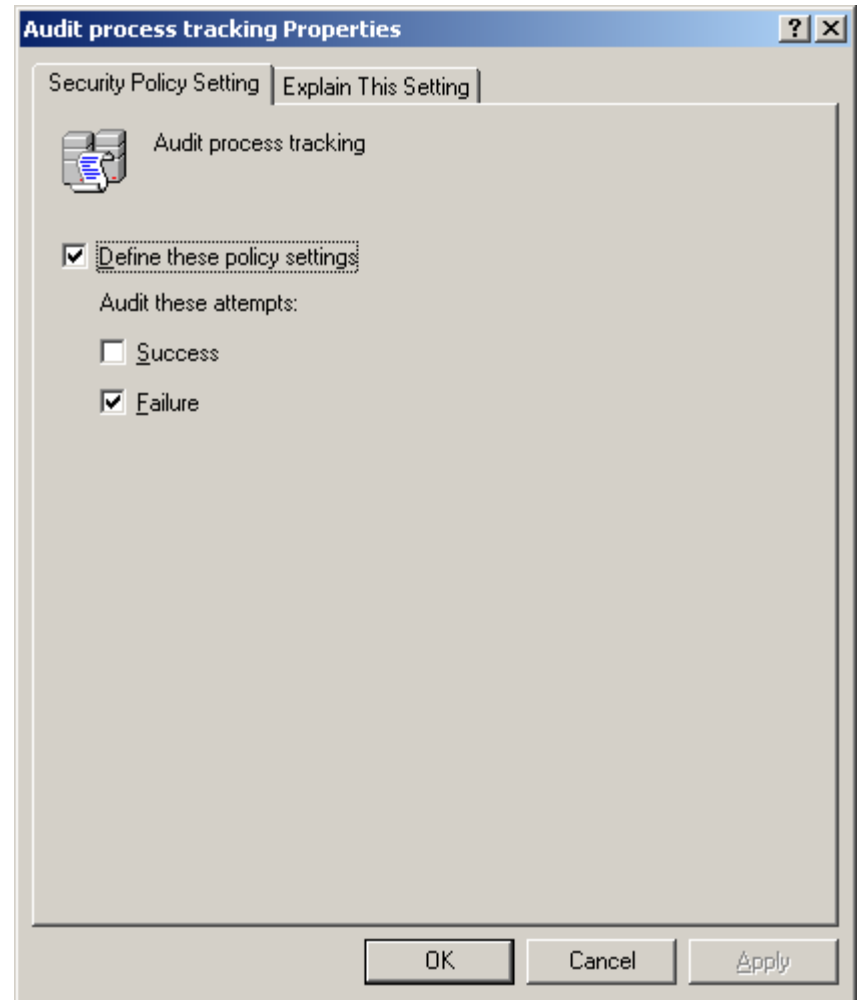 Audit process tracking Properties
Security Policy Setting Explain This Setting
Audit process tracking
Define these policy settings
Audit these attempts:
Success
Failure
OK Cancel Apply